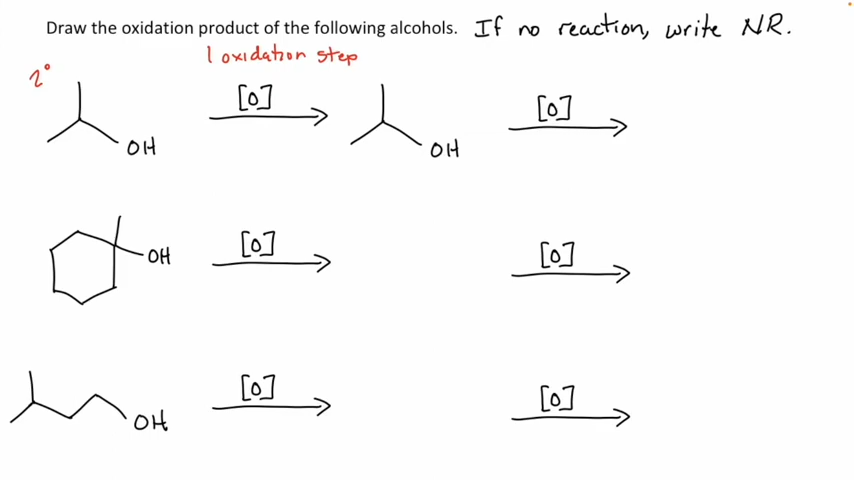 Draw the oxidation product of the following alcohols. If no reaction, write NR.
1 oxidation step
2°
[O] [O]
OH OH
[O] [O]
OH
[O] [O]
OH